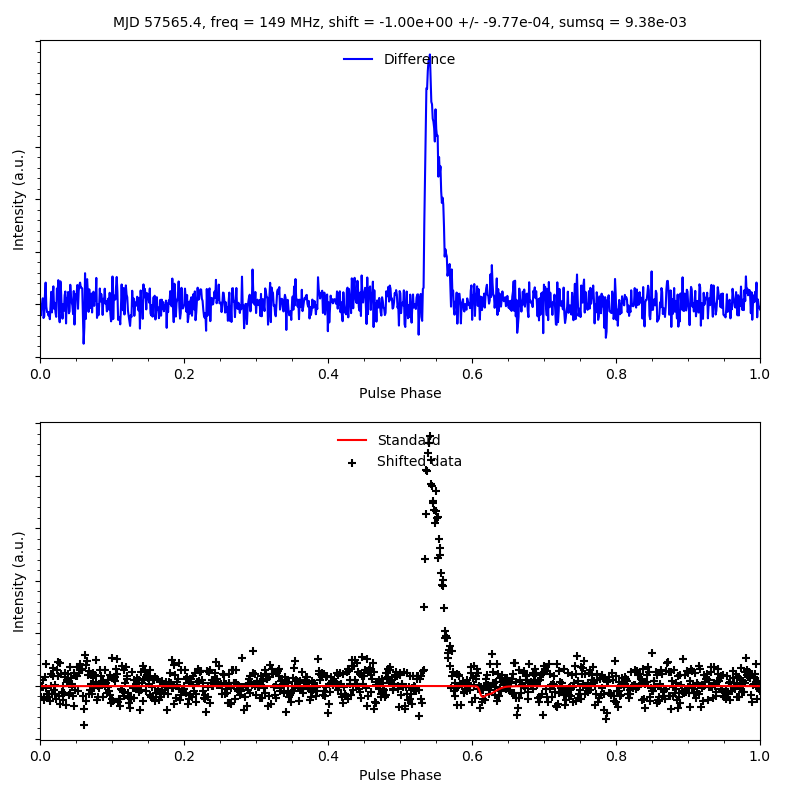 MJD 57565.4, freq = 149 MHz, shift = -1.00e+00 +/- -9.77e-04, sumsq = 9.38e-03
Difference
Intensity (a.u.)
0.0 0.2 0.4 0.6 0.8 1.0
Pulse Phase
Standard
Shifted data
Intensity (a.u.)
0.0 0.2 0.4 0.6 0.8 1.0
Pulse Phase